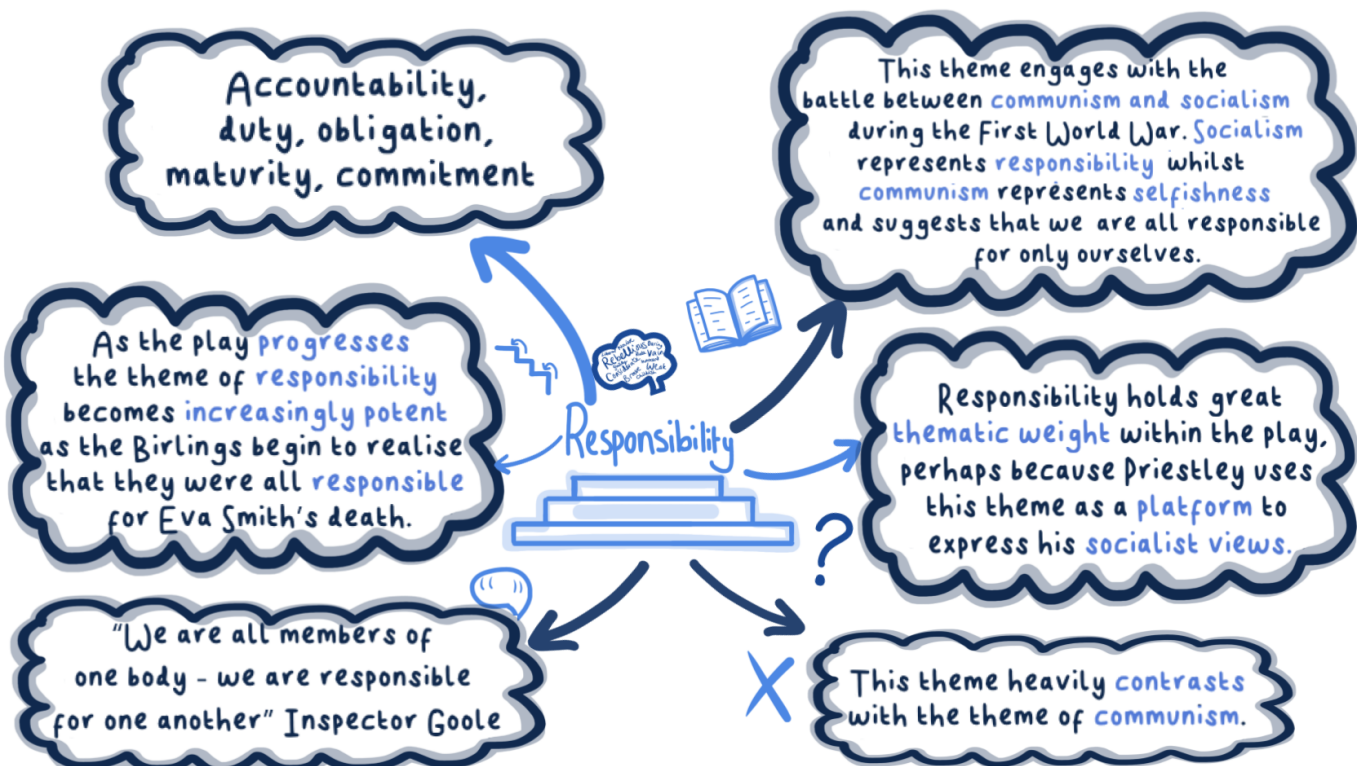 Accountability,
duty, obligation,
maturity, commitment
This theme engages with the
battle between communism and socialism
during the First World War. Socialism
represents responsibility whilst
communism represents selfishness
and suggests that we are all responsible
for only ourselves.
As the play progresses
the theme of responsibility
becomes increasingly potent
as the Birlings begin to realise
that they were all responsible
for Eva Smith's death.
Responsibility
Responsibility holds great
thematic weight within the play,
perhaps because Priestley uses
this theme as a platform to
express his socialist views.
?
"We are all members of
one body - we are responsible
for one another" Inspector Goole
This theme heavily contrasts
with the theme of communism.